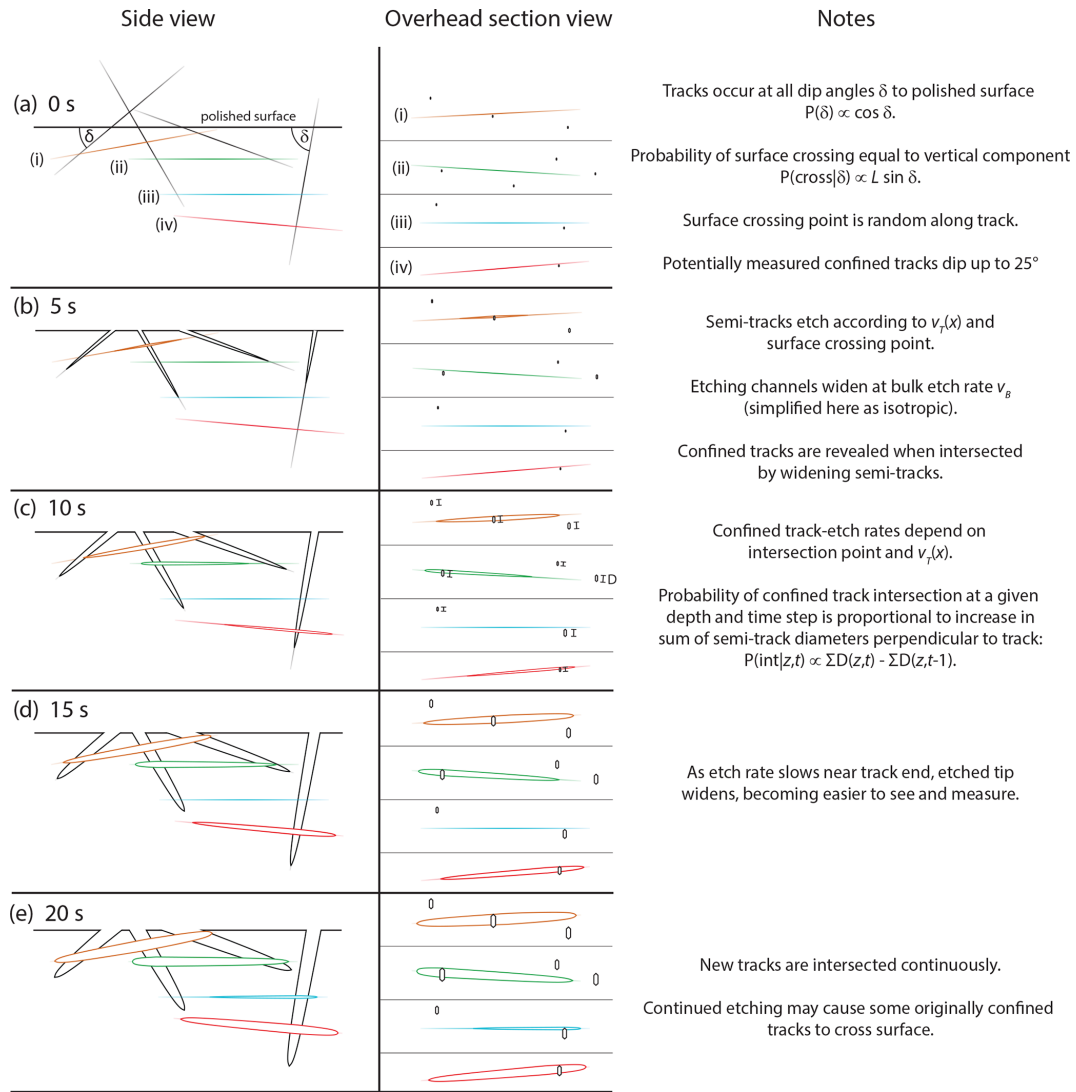 Side view
Overhead section view
Notes
(a) 0 s
polished surface
δ
δ
(i)
(ii)
(iii)
(iv)
(i)
(ii)
(iii)
(iv)
Tracks occur at all dip angles δ to polished surface
P(δ) ∝ cos δ.
Probability of surface crossing equal to vertical component
P(cross|δ) ∝ L sin δ.
Surface crossing point is random along track.
Potentially measured confined tracks dip up to 25°
(b) 5 s
Semi-tracks etch according to vT(x) and
surface crossing point.
Etching channels widen at bulk etch rate vB
(simplified here as isotropic).
Confined tracks are revealed when intersected
by widening semi-tracks.
(c) 10 s
D
Confined track-etch rates depend on
intersection point and vT(x).
Probability of confined track intersection at a given
depth and time step is proportional to increase in
sum of semi-track diameters perpendicular to track:
P(int|z,t) ∝ ΣD(z,t) - ΣD(z,t-1).
(d) 15 s
As etch rate slows near track end, etched tip
widens, becoming easier to see and measure.
(e) 20 s
New tracks are intersected continuously.
Continued etching may cause some originally confined
tracks to cross surface.